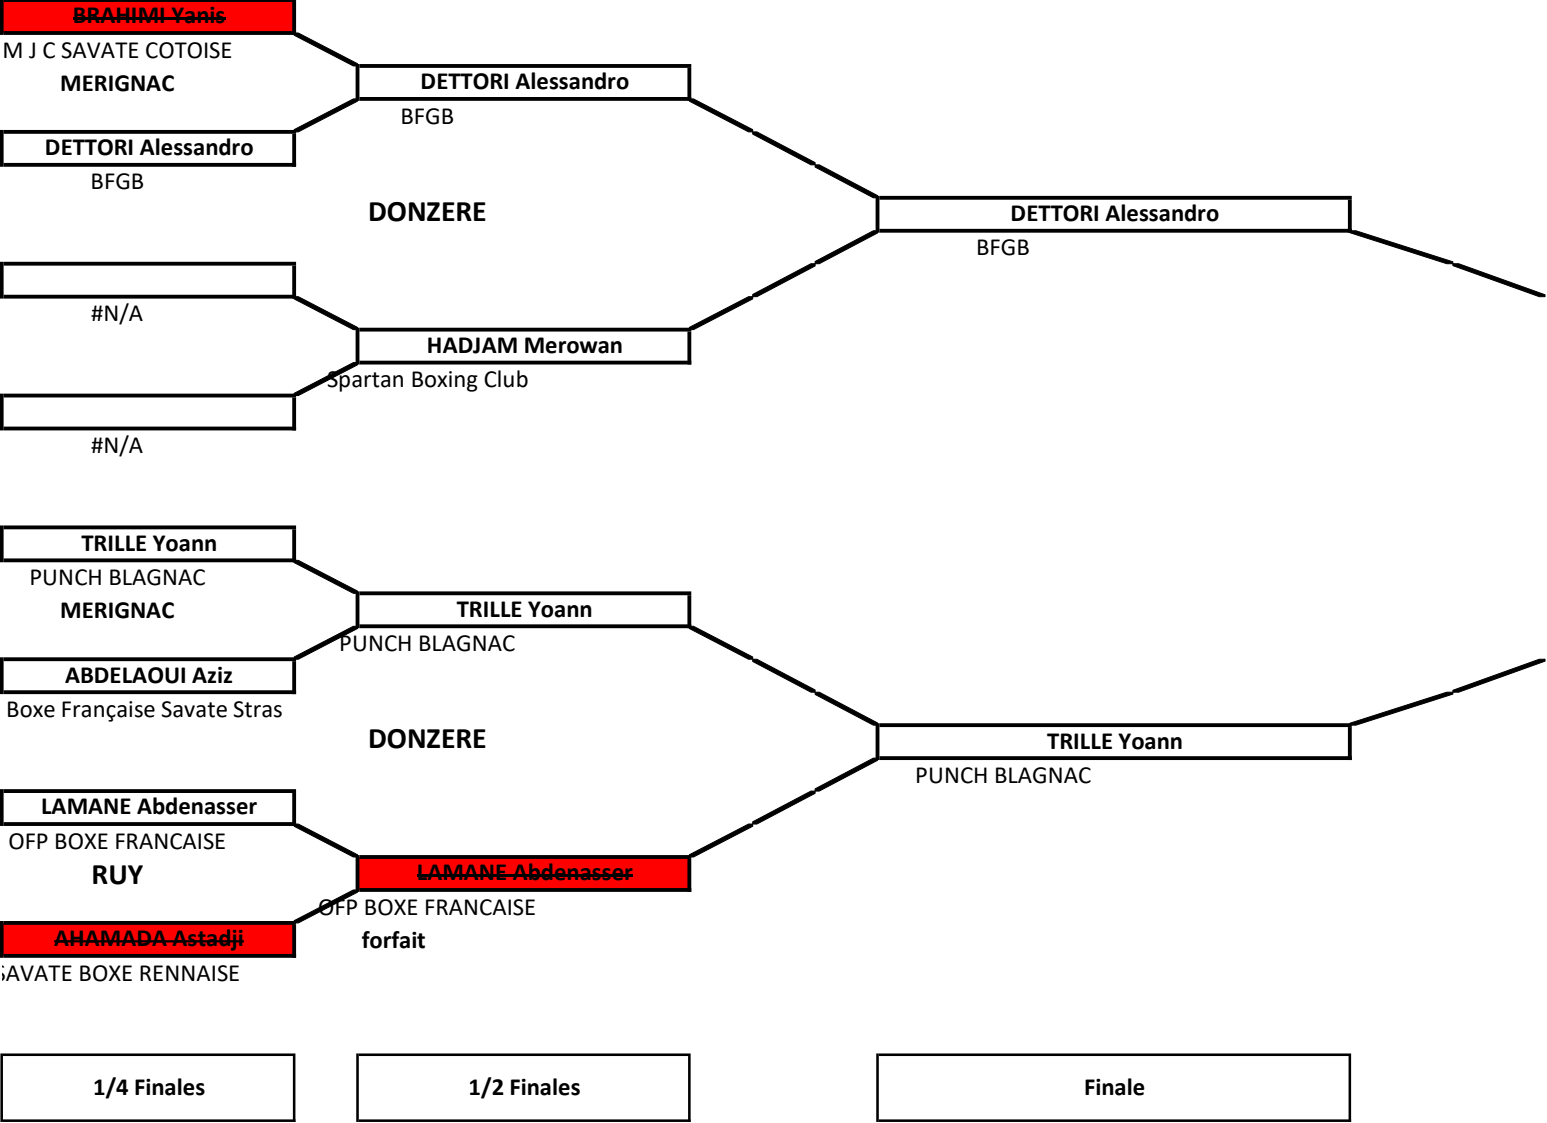 BRAHIMI Yanis
M J C SAVATE COTOISE
MERIGNAC
DETTORI Alessandro
BFGB
DETTORI Alessandro
BFGB
DONZERE
#N/A
#N/A
HADJAM Merowan
Spartan Boxing Club
DETTORI Alessandro
BFGB
TRILLE Yoann
PUNCH BLAGNAC
MERIGNAC
ABDELAOUI Aziz
Boxe Française Savate Stras
TRILLE Yoann
PUNCH BLAGNAC
DONZERE
LAMANE Abdenasser
OFP BOXE FRANCAISE
RUY
AHAMADA Astadji
SAVATE BOXE RENNAISE
LAMANE Abdenasser
OFP BOXE FRANCAISE
forfait
TRILLE Yoann
PUNCH BLAGNAC
1/4 Finales
1/2 Finales
Finale